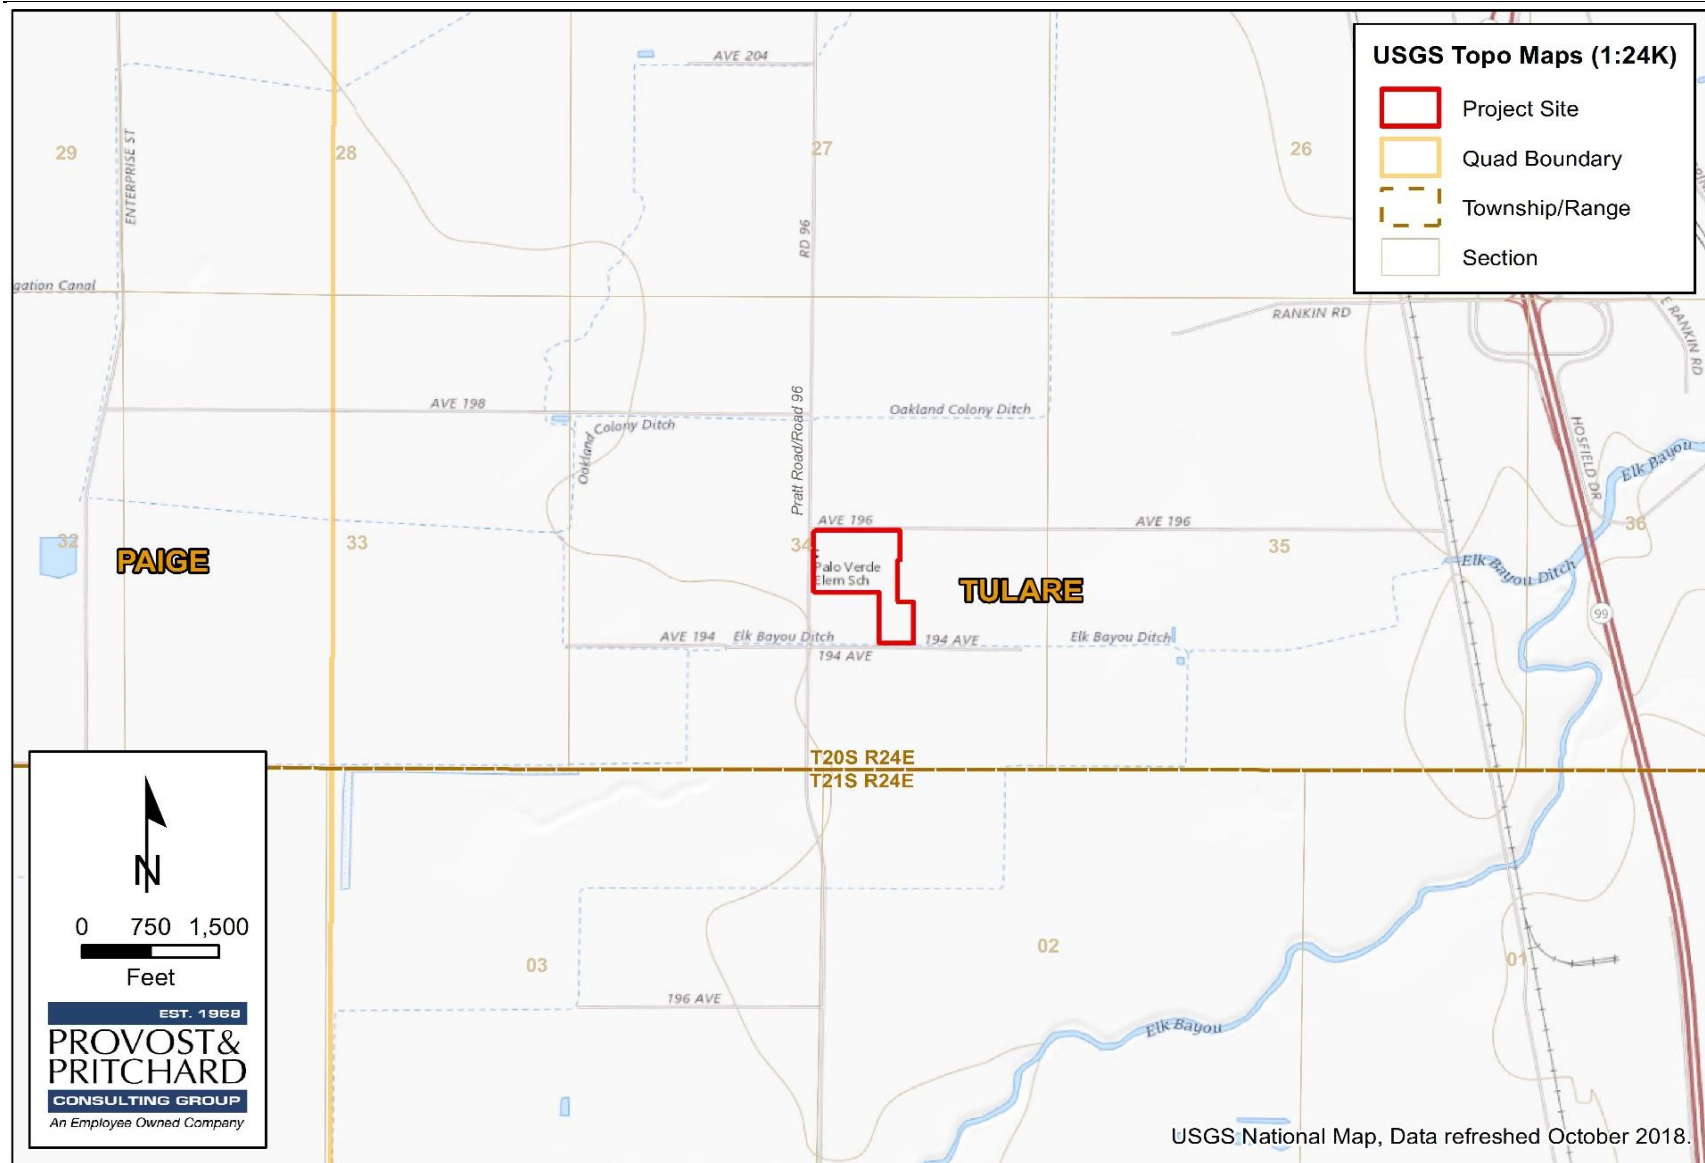 AVE 204
USGS Topo Maps (1:24K)
Project Site
Quad Boundary
Township/Range
Section
29
ENTERPRISE ST
28
27
26
RD 96
gation Canal
RANKIN RD
E RANKIN RD
AVE 198
Oakland Colony Ditch
Oakland
Colony Ditch
Pratt Road/Road 96
HOSFIELD DR
Elk Bayou
AVE 196
AVE 196
36
32
PAIGE
33
34
Palo Verde
Elem Sch
TULARE
35
Elk Bayou Ditch
99
AVE 194
Elk Bayou Ditch
194 AVE
Elk Bayou Ditch
194 AVE
T20S R24E
T21S R24E
N
0 750 1,500
Feet
EST. 1968
PROVOST&
PRITCHARD
CONSULTING GROUP
An Employee Owned Company
03
02
01
196 AVE
Elk Bayou
USGS National Map, Data refreshed October 2018.